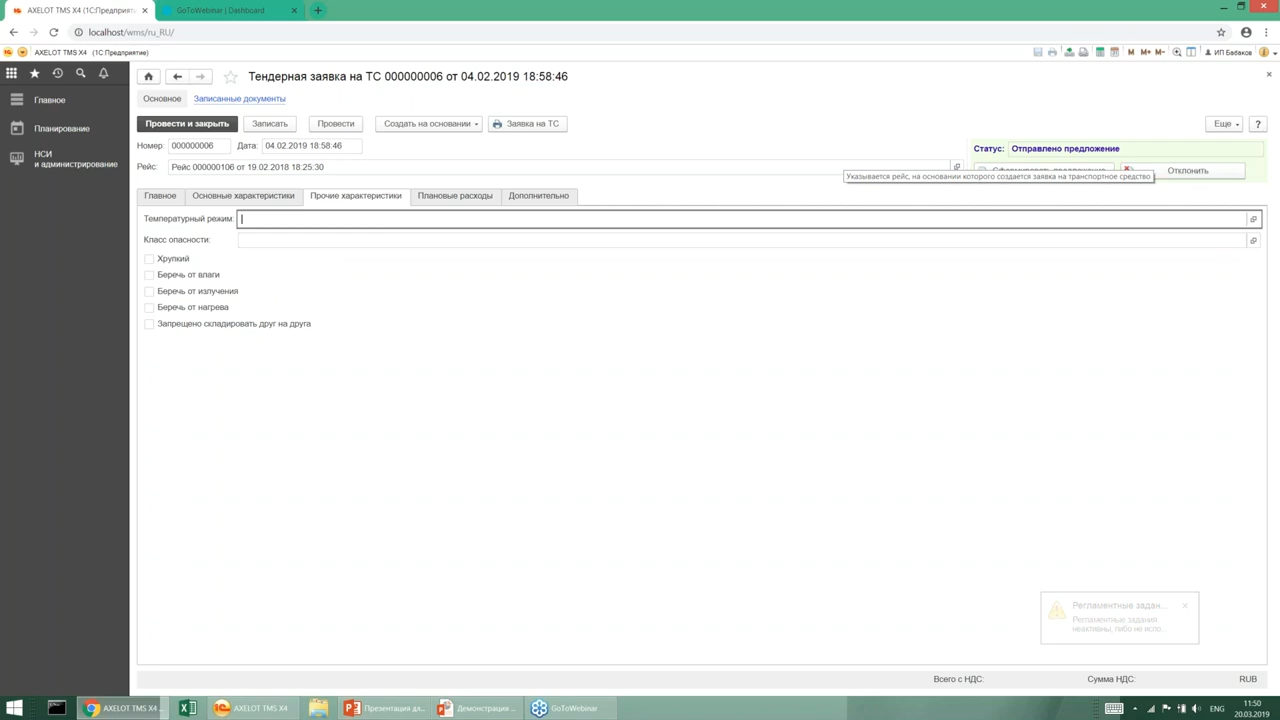 AXELOT TMS X4 (1С:Предприяти
GoToWebinar | Dashboard
localhost/wms/ru_RU/
AXELOT TMS X4 (1С:Предприятие)
M M+ M-
ИП Бабаков
Главное
Планирование
НСИ
и администрирование
Тендерная заявка на ТС 000000006 от 04.02.2019 18:58:46
Основное Записанные документы
Провести и закрыть Записать Провести Создать на основании Заявка на ТС Еще ?
Номер: 000000006 Дата: 04.02.2019 18:58:46
Статус: Отправлено предложение
Рейс: Рейс 000000106 от 19.02.2018 18:25:30
Отклонить
Указывается рейс, на основании которого создается заявка на транспортное средство
Главное Основные характеристики Прочие характеристики Плановые расходы Дополнительно
Температурный режим:
Класс опасности:
Хрупкий
Беречь от влаги
Беречь от излучения
Беречь от нагрева
Запрещено складировать друг на друга
Регламентные задан...
Регламентные задания
неактивны, либо не испо...
Всего с НДС: Сумма НДС: RUB
AXELOT TMS X4 ...
AXELOT TMS X4 ...
Презентация дл...
Демонстрация ...
GoToWebinar
ENG
11:50
20.03.2019